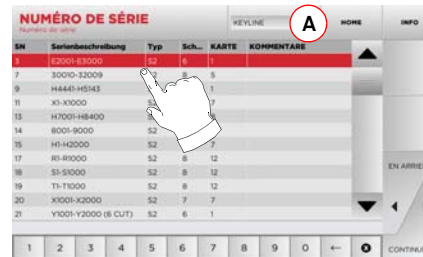 NUMÉRO DE SÉRIE KEYLINE A HOME INFO
Numéro de série
SN Serienbeschreibung Typ Sch... KARTE KOMMENTARE
3 E2001-E3000 S2 6 1
7 30010-32009 8 5
9 H4441-H5143 1
11 X1-X1000 7
13 H7001-H8400
14 8001-9000 S2
15 H1-H2000 S2 7
17 R1-R1000 S2 8 12
18 S1-S1000 S2 8 12
19 T1-T1000 S2 8 12
20 X1001-X2000 S2 7 7
21 Y1001-Y2000 (6 CUT) S2 6 1
EN ARRIE
1 2 3 4 5 6 7 8 9 0 ← CONTINU